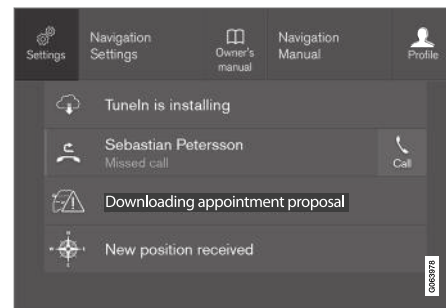 Settings
Navigation
Settings
Owner's
manual
Navigation
Manual
Profile
TuneIn is installing
Sebastian Petersson
Missed call
Call
Downloading appointment proposal
New position received
G063978